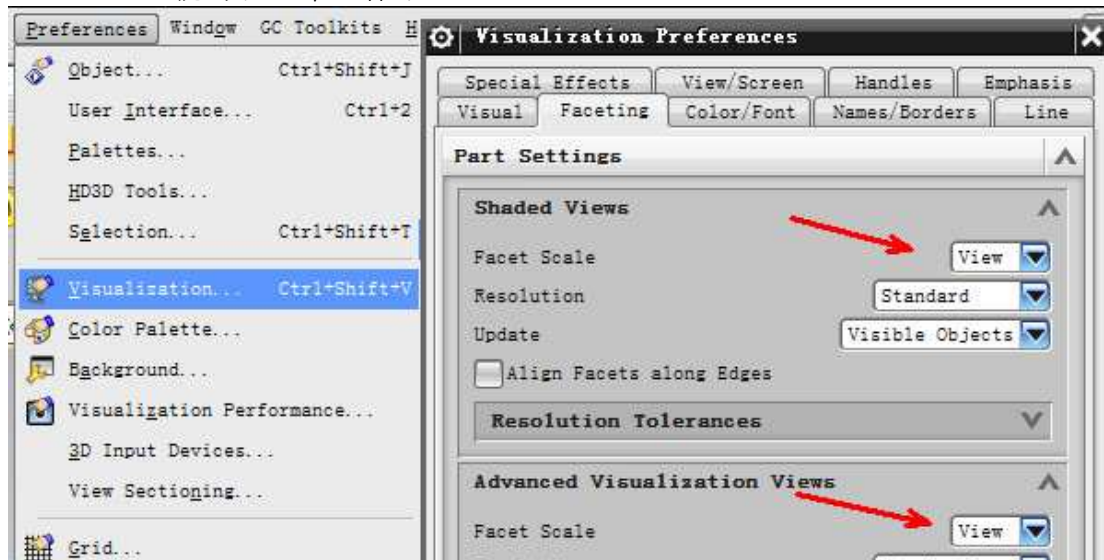 Preferences Window GC Toolkits H
Object... Ctrl+Shift+J
User Interface... Ctrl+2
Palettes...
HD3D Tools...
Selection... Ctrl+Shift+T
Visualization... Ctrl+Shift+V
Color Palette...
Background...
Visualization Performance...
3D Input Devices...
View Sectioning...
Grid...
Visualization Preferences
Special Effects View/Screen Handles Emphasis
Visual Faceting Color/Font Names/Borders Line
Part Settings
Shaded Views
Facet Scale View
Resolution Standard
Update Visible Objects
Align Facets along Edges
Resolution Tolerances
Advanced Visualization Views
Facet Scale View